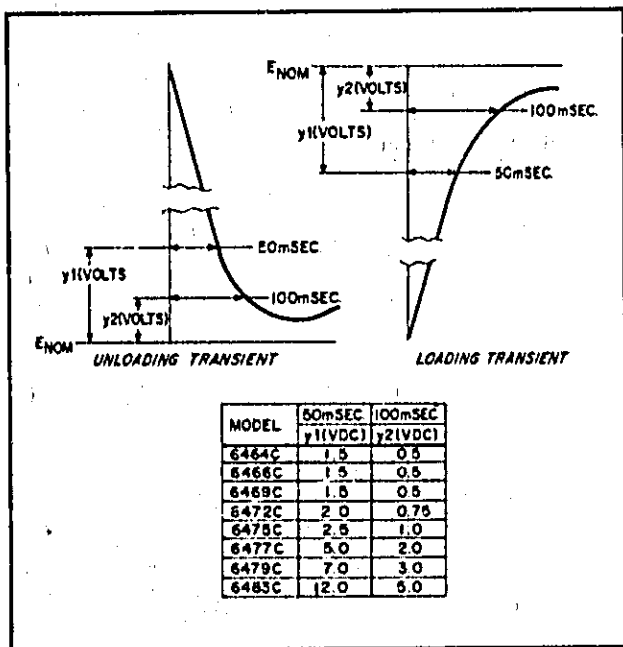 E NOM
y2(VOLTS)
100mSEC.
y1(VOLTS)
50mSEC.
50mSEC.
y1(VOLTS
100mSEC.
y2(VOLTS)
E NOM
UNLOADING TRANSIENT
LOADING TRANSIENT
MODEL 50mSEC 100mSEC
y1(VDC) y2(VDC)
6464C 1.5 0.5
6466C 1.5 0.5
6469C 1.5 0.5
6472C 2.0 0.75
6475C 2.5 1.0
6477C 5.0 2.0
6479C 7.0 3.0
6483C 12.0 5.0